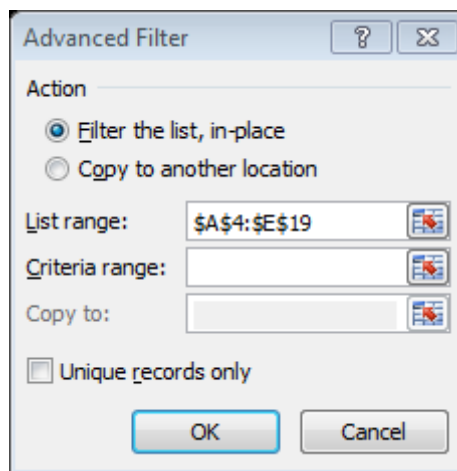 Advanced Filter
Action
Filter the list, in-place
Copy to another location
List range: $A$4:$E$19
Criteria range:
Copy to:
Unique records only
OK Cancel